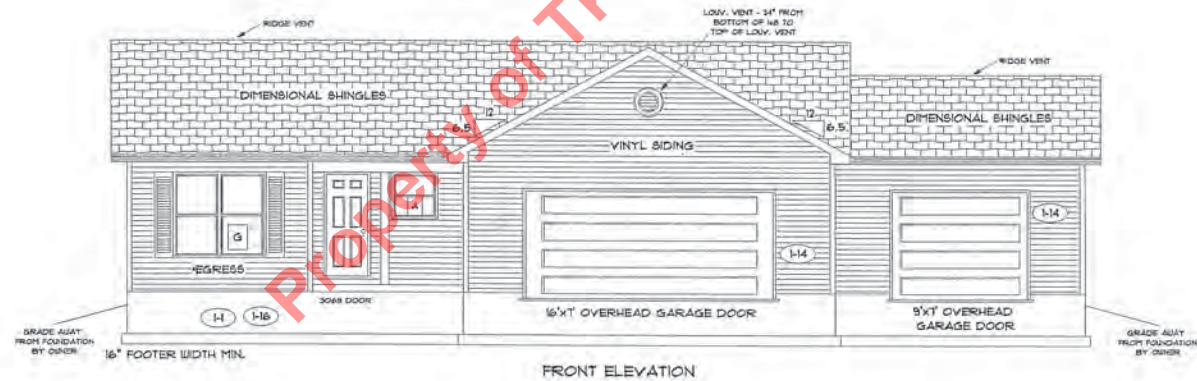 RIDGE VENT
LOUV. VENT - 24" FROM
BOTTOM OF 1x8 TO
TOP OF LOUV. VENT
RIDGE VENT
DIMENSIONAL SHINGLES
12
6.5
12
6.5
DIMENSIONAL SHINGLES
VINYL SIDING
A
G
EGRESS
1-14
1-14
3068 DOOR
1-1
1-16
16'x7' OVERHEAD GARAGE DOOR
9'x7' OVERHEAD
GARAGE DOOR
GRADE AWAY
FROM FOUNDATION
BY OWNER
16" FOOTER WIDTH MIN.
GRADE AWAY
FROM FOUNDATION
BY OWNER
FRONT ELEVATION
Property of